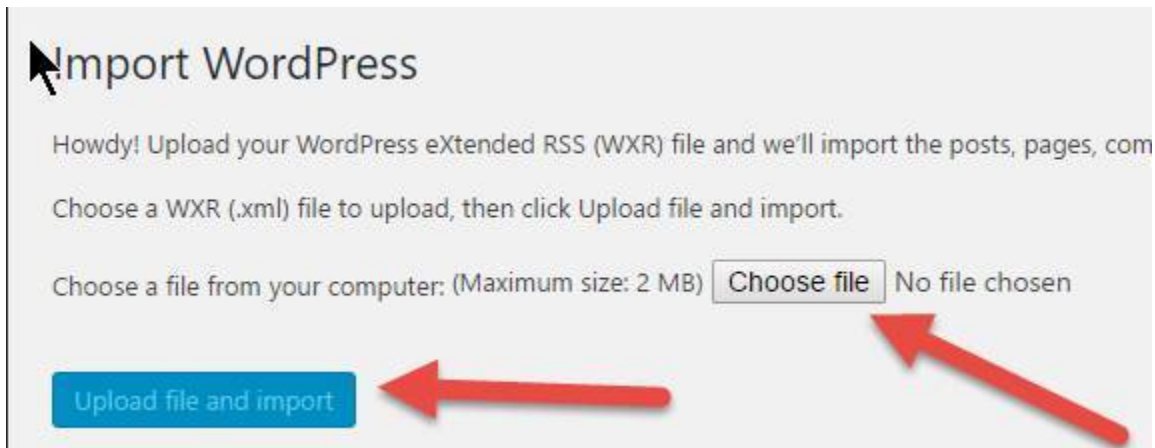 Import WordPress
Howdy! Upload your WordPress eXtended RSS (WXR) file and we'll import the posts, pages, com
Choose a WXR (.xml) file to upload, then click Upload file and import.
Choose a file from your computer: (Maximum size: 2 MB) Choose file No file chosen
Upload file and import